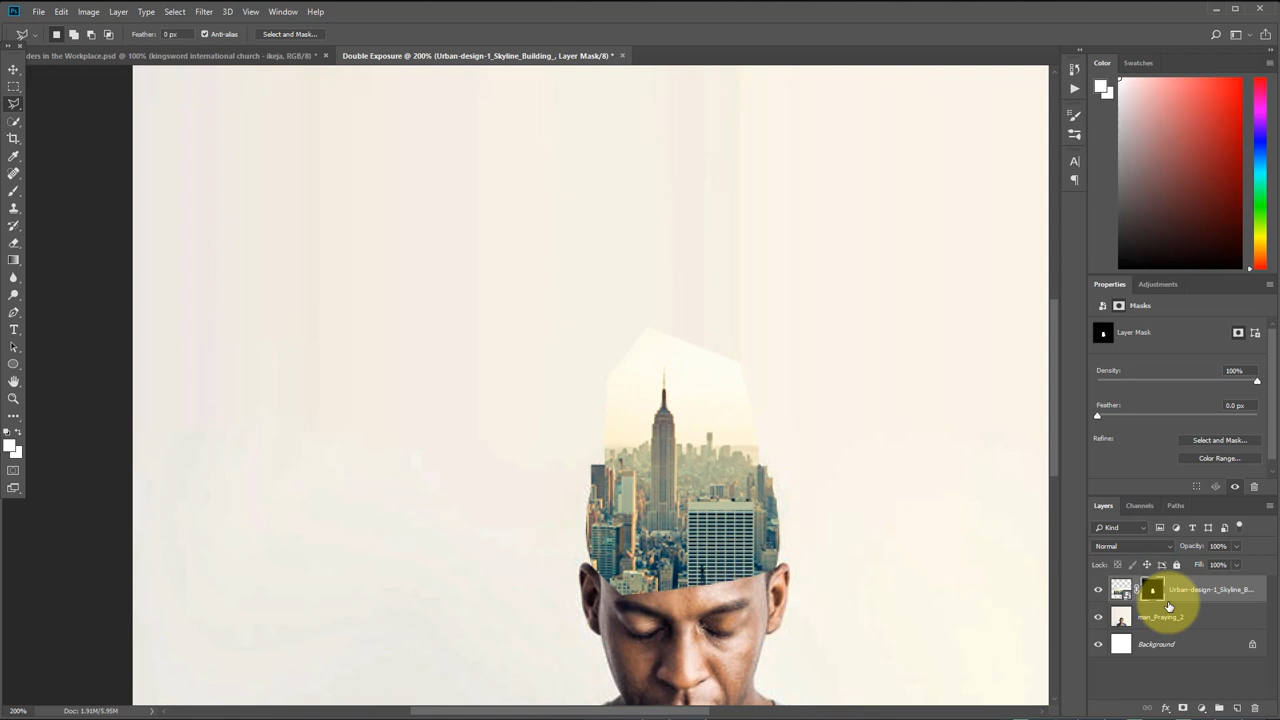 Ps File Edit Image Layer Type Select Filter 3D View Window Help
Feather: 0 px Anti-alias Select and Mask...
ders in the Workplace.psd @ 100% (kingsword international church - ikeja, RGB/8) * × Double Exposure @ 200% (Urban-design-1_Skyline_Building_, Layer Mask/8) * ×
Color Swatches
Properties Adjustments
Masks
Layer Mask
Density: 100%
Feather: 0.0 px
Refine: Select and Mask...
Color Range...
Layers Channels Paths
Kind
Normal Opacity: 100%
Lock: Fill: 100%
Urban-design-1_Skyline_B...
man_Praying_2
Background
200% Doc: 1.91M/5.95M